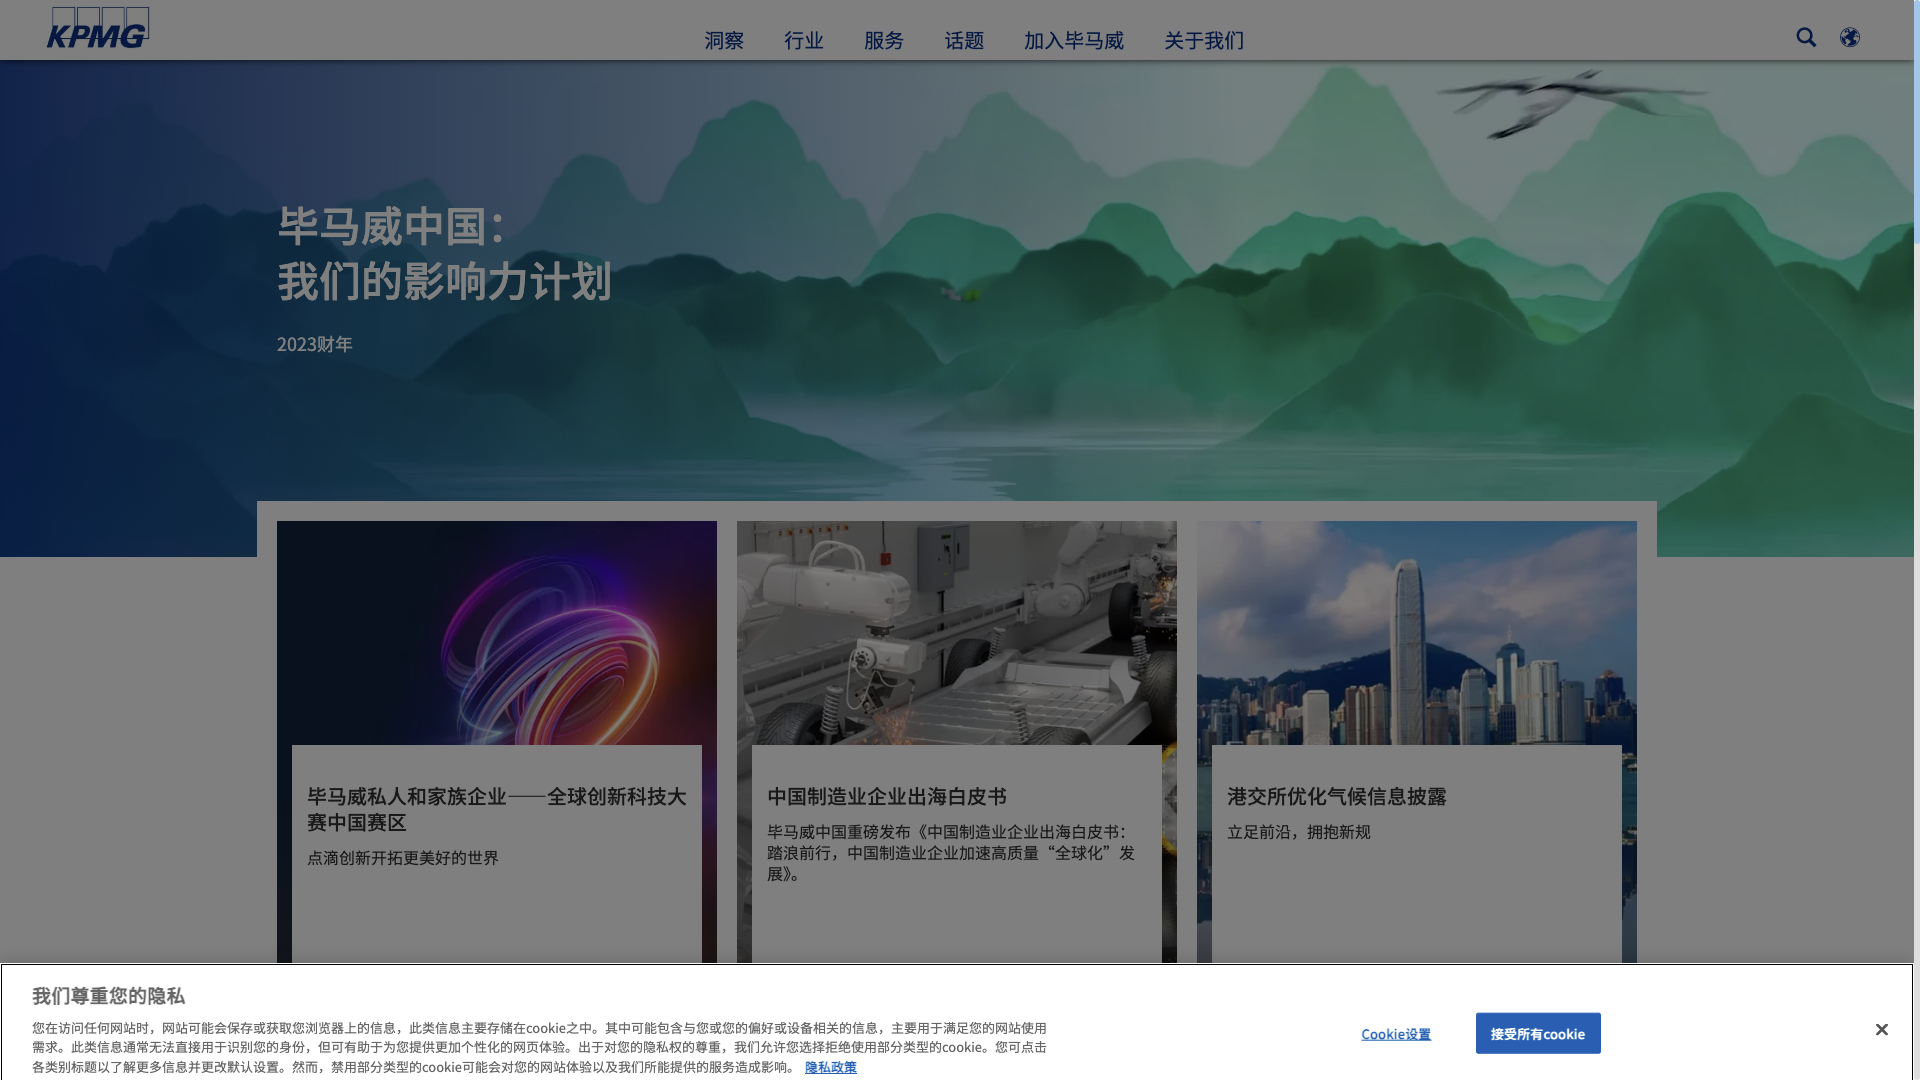 KPMG
洞察 行业 服务 话题 加入毕马威 关于我们
毕马威中国：
我们的影响力计划
2023财年
毕马威私人和家族企业——全球创新科技大
赛中国赛区
点滴创新开拓更美好的世界
中国制造业企业出海白皮书
毕马威中国重磅发布《中国制造业企业出海白皮书：
踏浪前行，中国制造业企业加速高质量“全球化”发
展》。
港交所优化气候信息披露
立足前沿，拥抱新规
我们尊重您的隐私
您在访问任何网站时，网站可能会保存或获取您浏览器上的信息，此类信息主要存储在cookie之中。其中可能包含与您或您的偏好或设备相关的信息，主要用于满足您的网站使用
需求。此类信息通常无法直接用于识别您的身份，但可有助于为您提供更加个性化的网页体验。出于对您的隐私权的尊重，我们允许您选择拒绝使用部分类型的cookie。您可点击
各类别标题以了解更多信息并更改默认设置。然而，禁用部分类型的cookie可能会对您的网站体验以及我们所能提供的服务造成影响。 隐私政策
Cookie设置
接受所有cookie